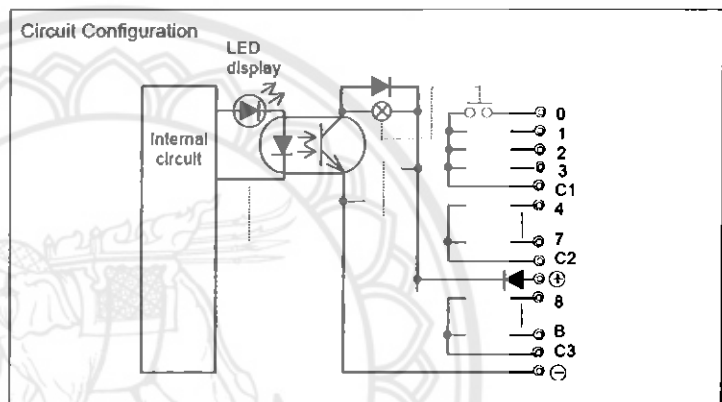 Circuit Configuration
LED
display
Internal
circuit
0
1
2
3
C1
4
7
C2
+
8
B
C3
−